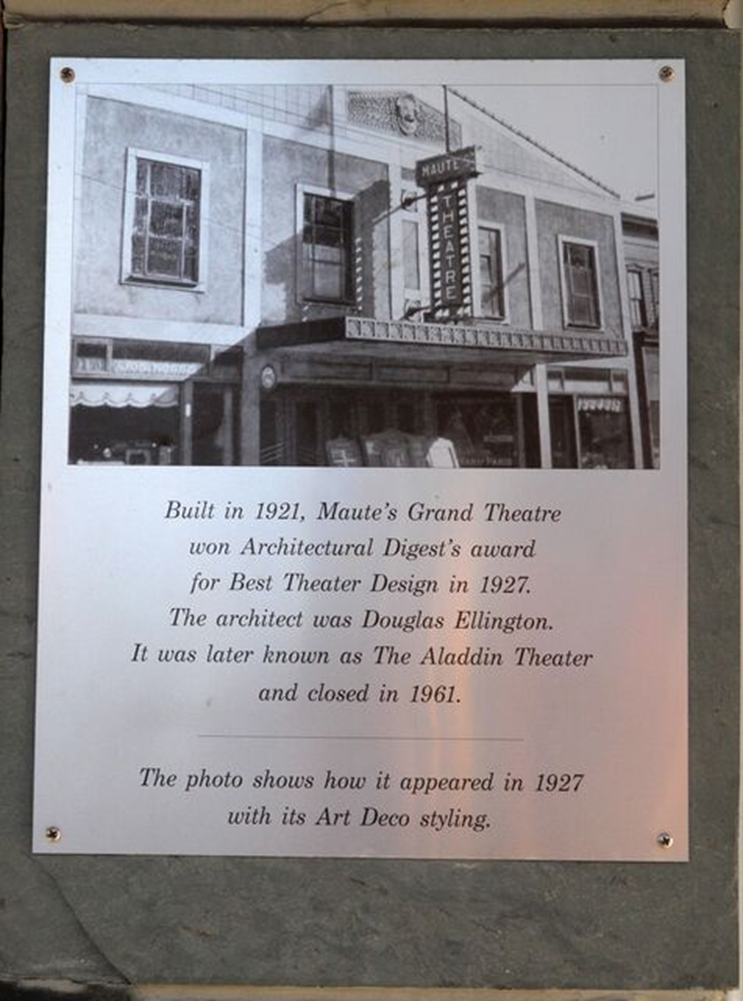 MAUTE'S
THEATRE
Built in 1921, Maute's Grand Theatre
won Architectural Digest's award
for Best Theater Design in 1927.
The architect was Douglas Ellington.
It was later known as The Aladdin Theater
and closed in 1961.
The photo shows how it appeared in 1927
with its Art Deco styling.